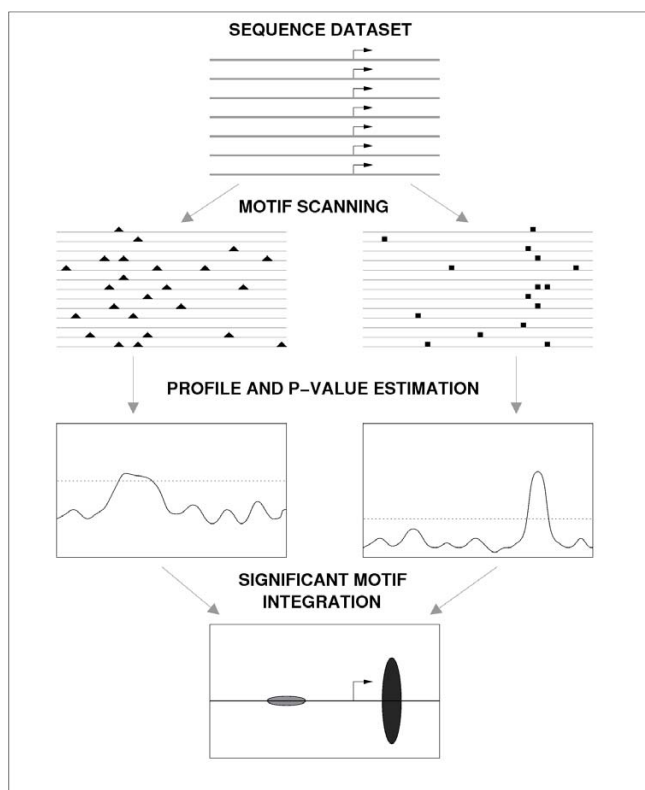 SEQUENCE DATASET
MOTIF SCANNING
PROFILE AND P−VALUE ESTIMATION
SIGNIFICANT MOTIF
INTEGRATION